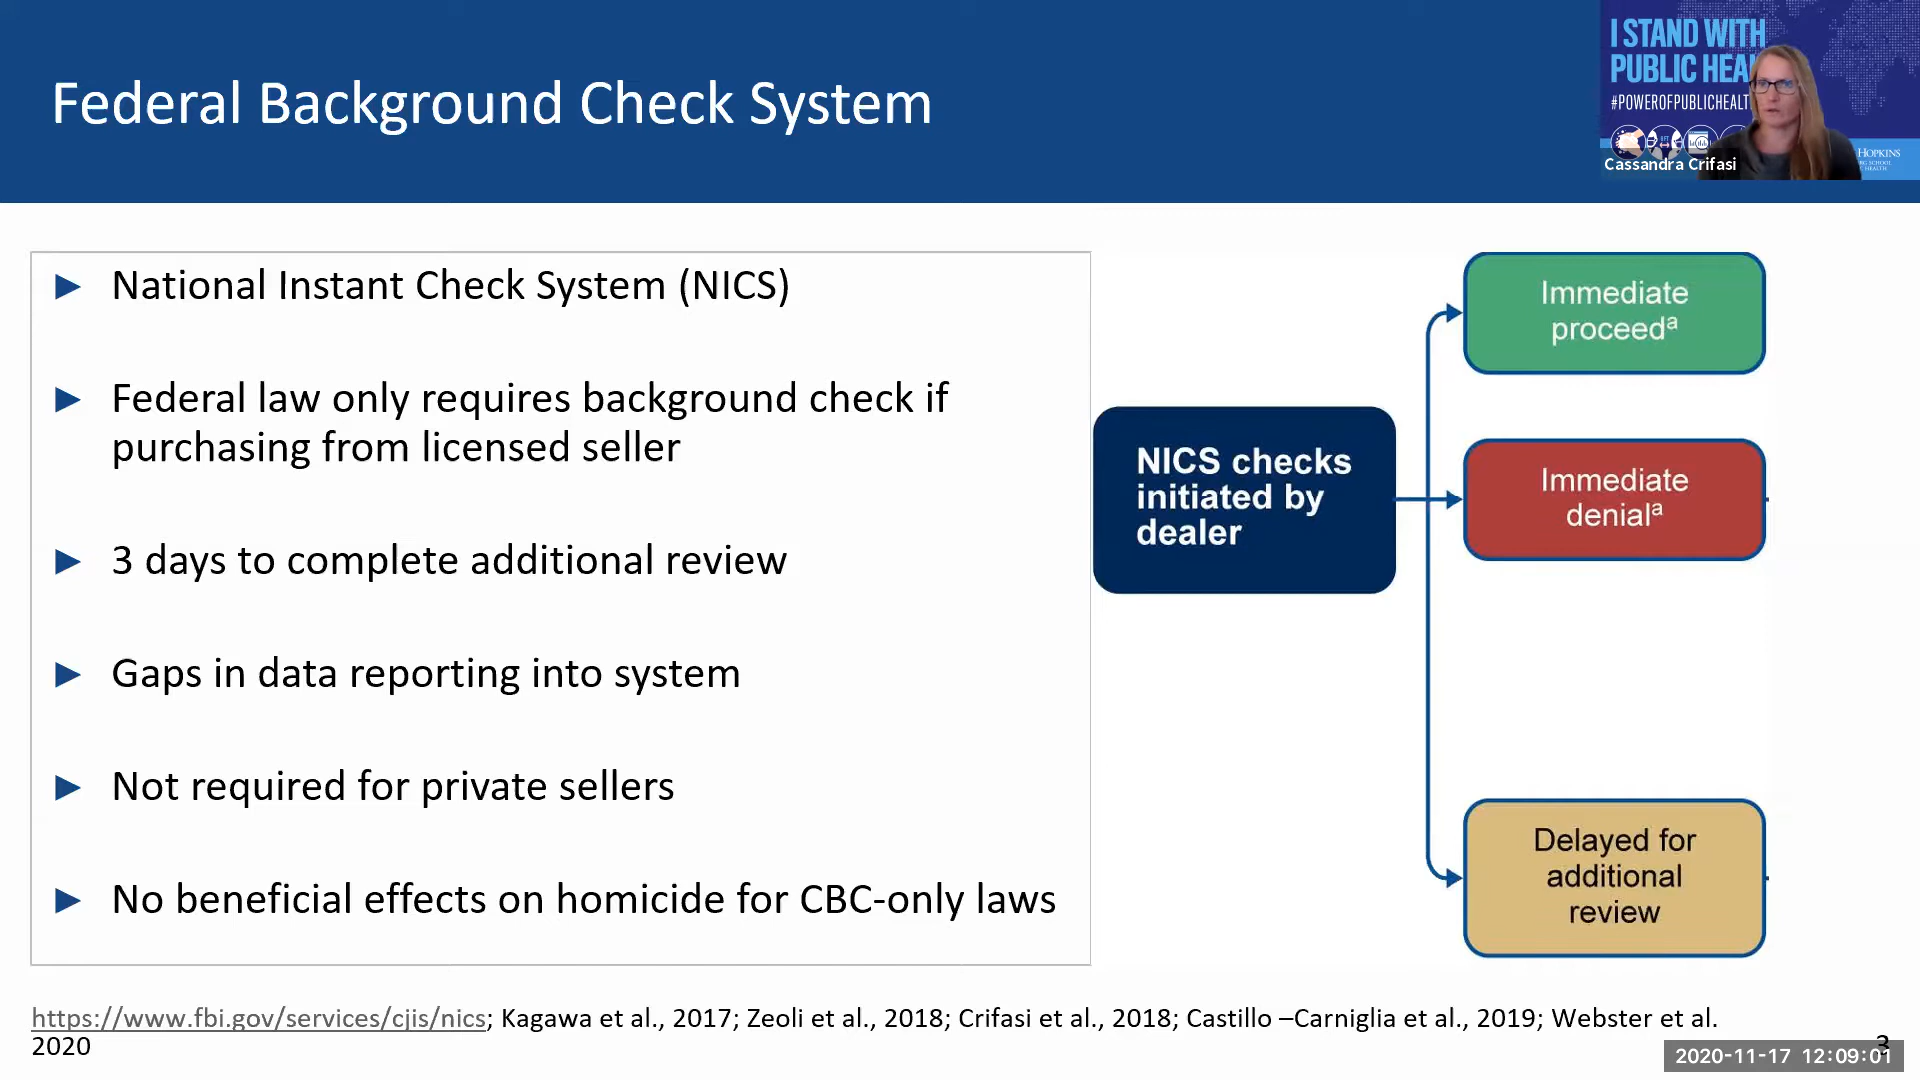 Federal Background Check System
I STAND WITH
PUBLIC HEA
#POWEROFPUBLICHEALT
Cassandra Crifasi
HOPKINS
► National Instant Check System (NICS)
► Federal law only requires background check if
purchasing from licensed seller
► 3 days to complete additional review
► Gaps in data reporting into system
► Not required for private sellers
► No beneficial effects on homicide for CBC-only laws
NICS checks
initiated by
dealer
Immediate
proceedᵃ
Immediate
denialᵃ
Delayed for
additional
review
https://www.fbi.gov/services/cjis/nics; Kagawa et al., 2017; Zeoli et al., 2018; Crifasi et al., 2018; Castillo –Carniglia et al., 2019; Webster et al.
2020
3
2020-11-17 12:09:01